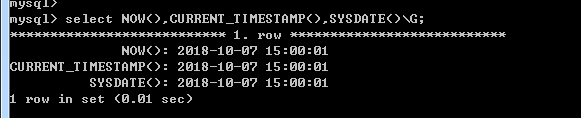 mysql>
mysql> select NOW(),CURRENT_TIMESTAMP(),SYSDATE()\G;
*************************** 1. row ***************************
NOW(): 2018-10-07 15:00:01
CURRENT_TIMESTAMP(): 2018-10-07 15:00:01
SYSDATE(): 2018-10-07 15:00:01
1 row in set (0.01 sec)